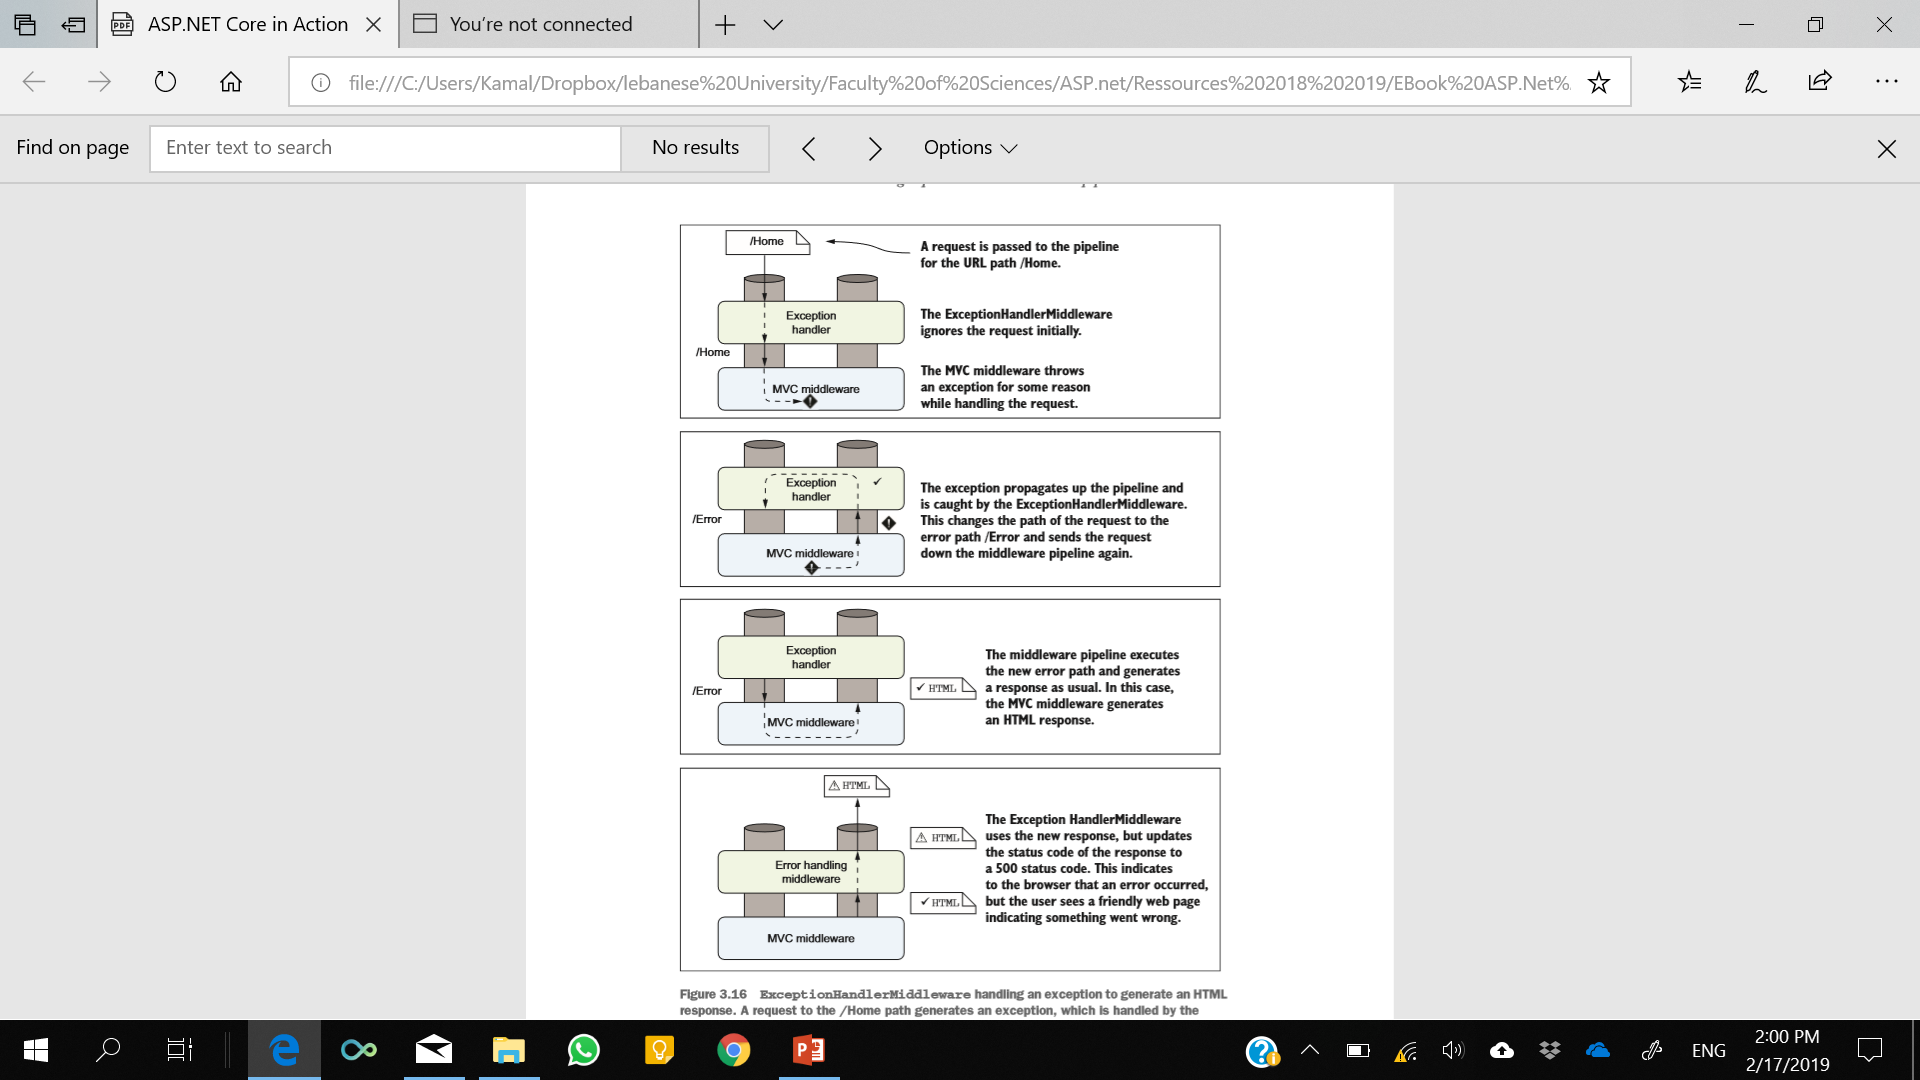 ASP.NET Core in Action
You're not connected
file:///C:/Users/Kamal/Dropbox/lebanese%20University/Faculty%20of%20Sciences/ASP.net/Ressources%202018%202019/EBook%20ASP.Net%
Find on page
Enter text to search
No results
Options
/Home
A request is passed to the pipeline
for the URL path /Home.
Exception
handler
The ExceptionHandlerMiddleware
ignores the request initially.
/Home
MVC middleware
The MVC middleware throws
an exception for some reason
while handling the request.
Exception
handler
/Error
MVC middleware
The exception propagates up the pipeline and
is caught by the ExceptionHandlerMiddleware.
This changes the path of the request to the
error path /Error and sends the request
down the middleware pipeline again.
Exception
handler
/Error
MVC middleware
HTML
The middleware pipeline executes
the new error path and generates
a response as usual. In this case,
the MVC middleware generates
an HTML response.
HTML
Error handling
middleware
MVC middleware
HTML
HTML
The Exception HandlerMiddleware
uses the new response, but updates
the status code of the response to
a 500 status code. This indicates
to the browser that an error occurred,
but the user sees a friendly web page
indicating something went wrong.
Figure 3.16 ExceptionHandlerMiddleware handling an exception to generate an HTML
response. A request to the /Home path generates an exception, which is handled by the
ENG
2:00 PM
2/17/2019